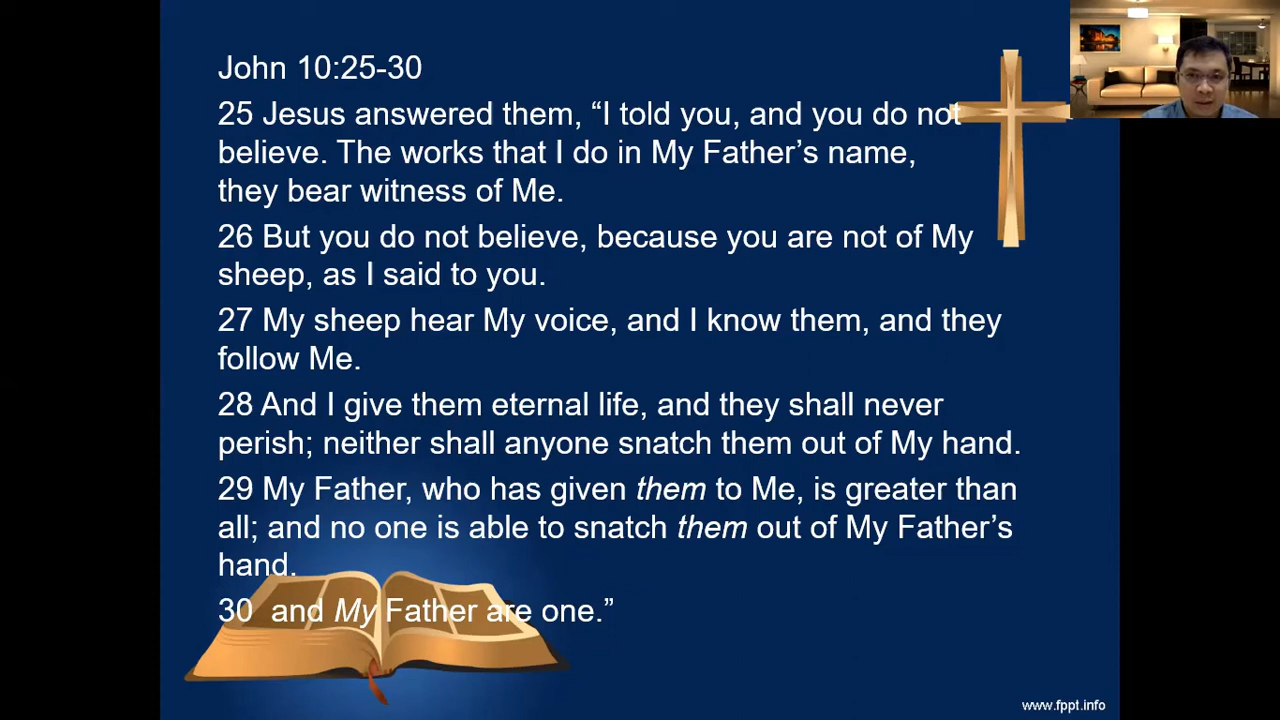 John 10:25-30
25 Jesus answered them, “I told you, and you do not
believe. The works that I do in My Father’s name,
they bear witness of Me.
26 But you do not believe, because you are not of My
sheep, as I said to you.
27 My sheep hear My voice, and I know them, and they
follow Me.
28 And I give them eternal life, and they shall never
perish; neither shall anyone snatch them out of My hand.
29 My Father, who has given them to Me, is greater than
all; and no one is able to snatch them out of My Father’s
hand.
30  and My Father are one.”
www.fppt.info